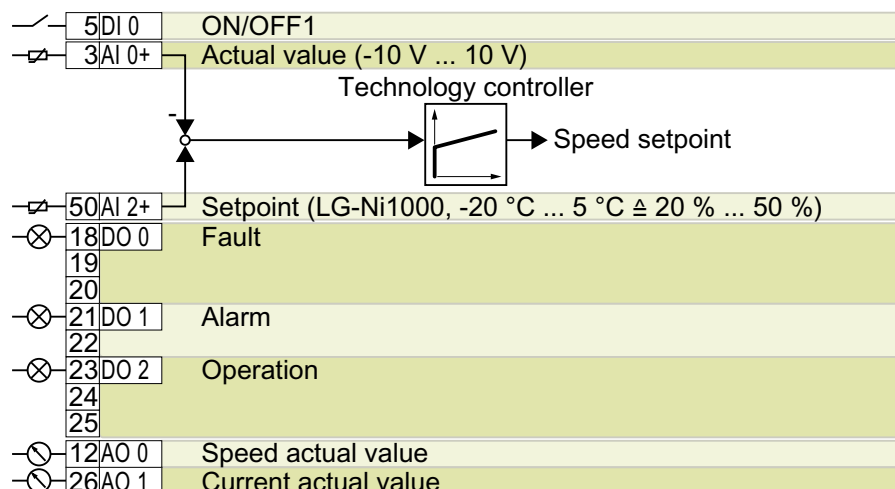 5 DI 0 ON/OFF1
3 AI 0+ Actual value (-10 V ... 10 V)
Technology controller
-
Speed setpoint
50 AI 2+ Setpoint (LG-Ni1000, -20 °C ... 5 °C ≙ 20 % ... 50 %)
18 DO 0 Fault
19
20
21 DO 1 Alarm
22
23 DO 2 Operation
24
25
12 AO 0 Speed actual value
26 AO 1 Current actual value